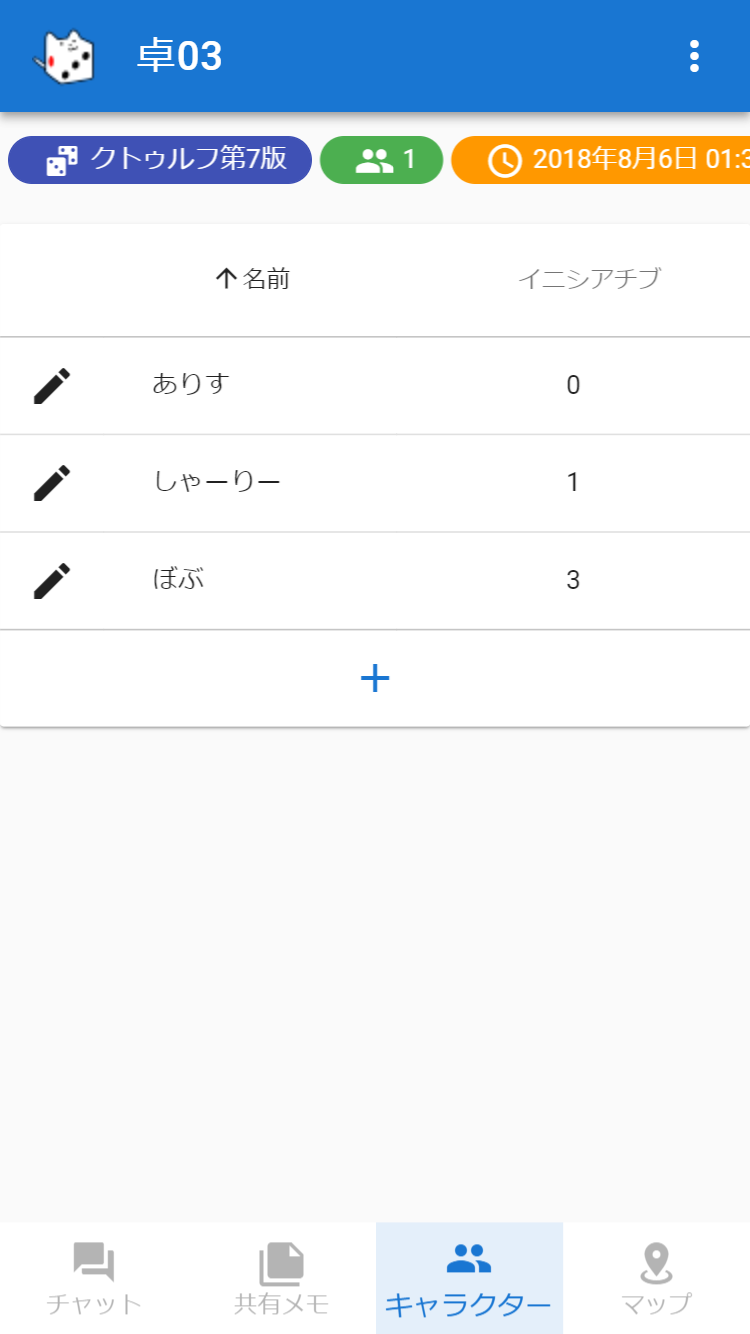 卓03
クトゥルフ第7版 1 2018年8月6日 01:3
名前 イニシアチブ
ありす 0
しゃーりー 1
ぼぶ 3
チャット 共有メモ キャラクター マップ